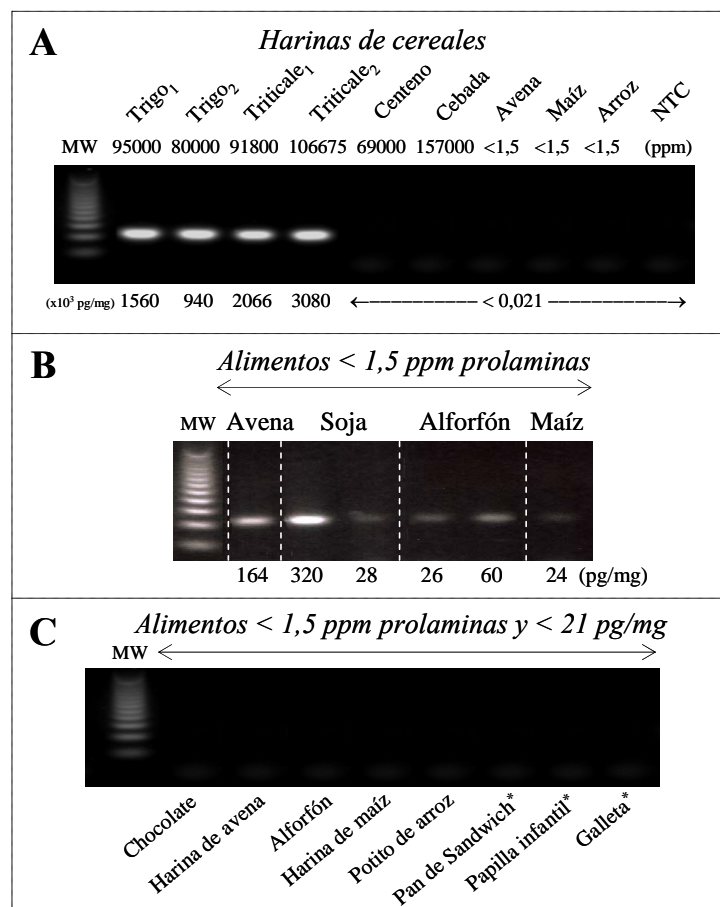 A
Harinas de cereales
Trigo1 Trigo2 Triticale1 Triticale2 Centeno Cebada Avena Maíz Arroz NTC
MW 95000 80000 91800 106675 69000 157000 <1,5 <1,5 <1,5 (ppm)
(x10³ pg/mg) 1560 940 2066 3080 < 0,021
B
Alimentos < 1,5 ppm prolaminas
MW Avena Soja Alforfón Maíz
164 320 28 26 60 24 (pg/mg)
C
Alimentos < 1,5 ppm prolaminas y < 21 pg/mg
MW
Chocolate Harina de avena Alforfón Harina de maíz Potito de arroz Pan de Sandwich* Papilla infantil* Galleta*